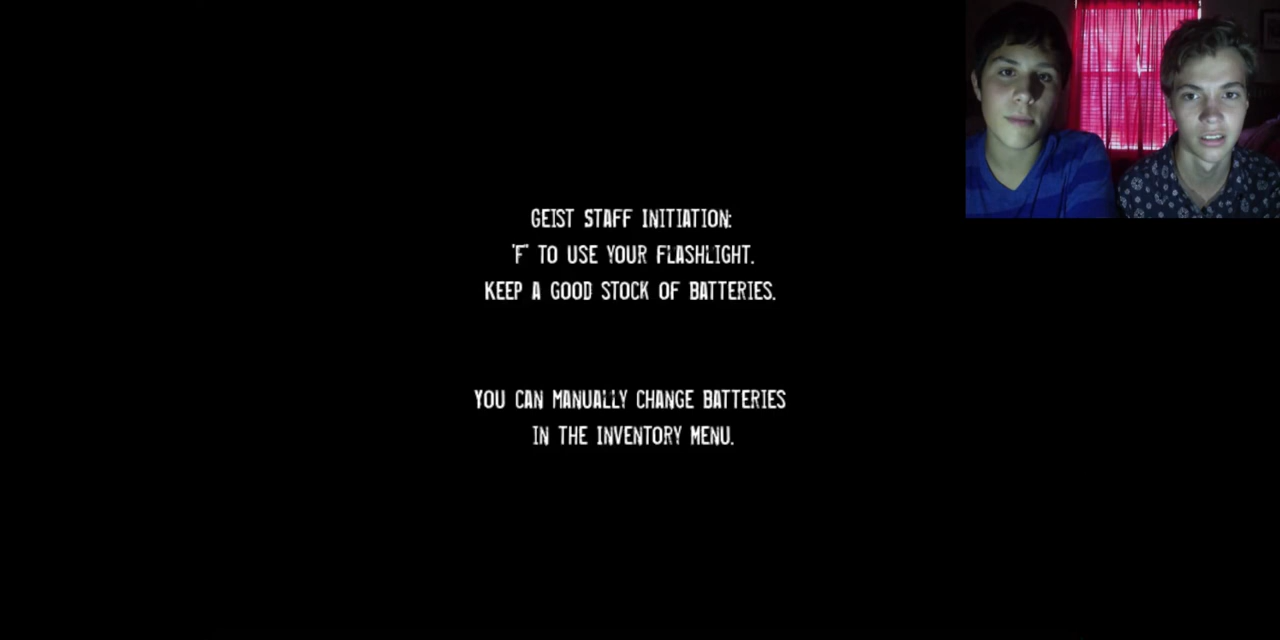 GEIST STAFF INITIATION:
'F' TO USE YOUR FLASHLIGHT.
KEEP A GOOD STOCK OF BATTERIES.
YOU CAN MANUALLY CHANGE BATTERIES
IN THE INVENTORY MENU.